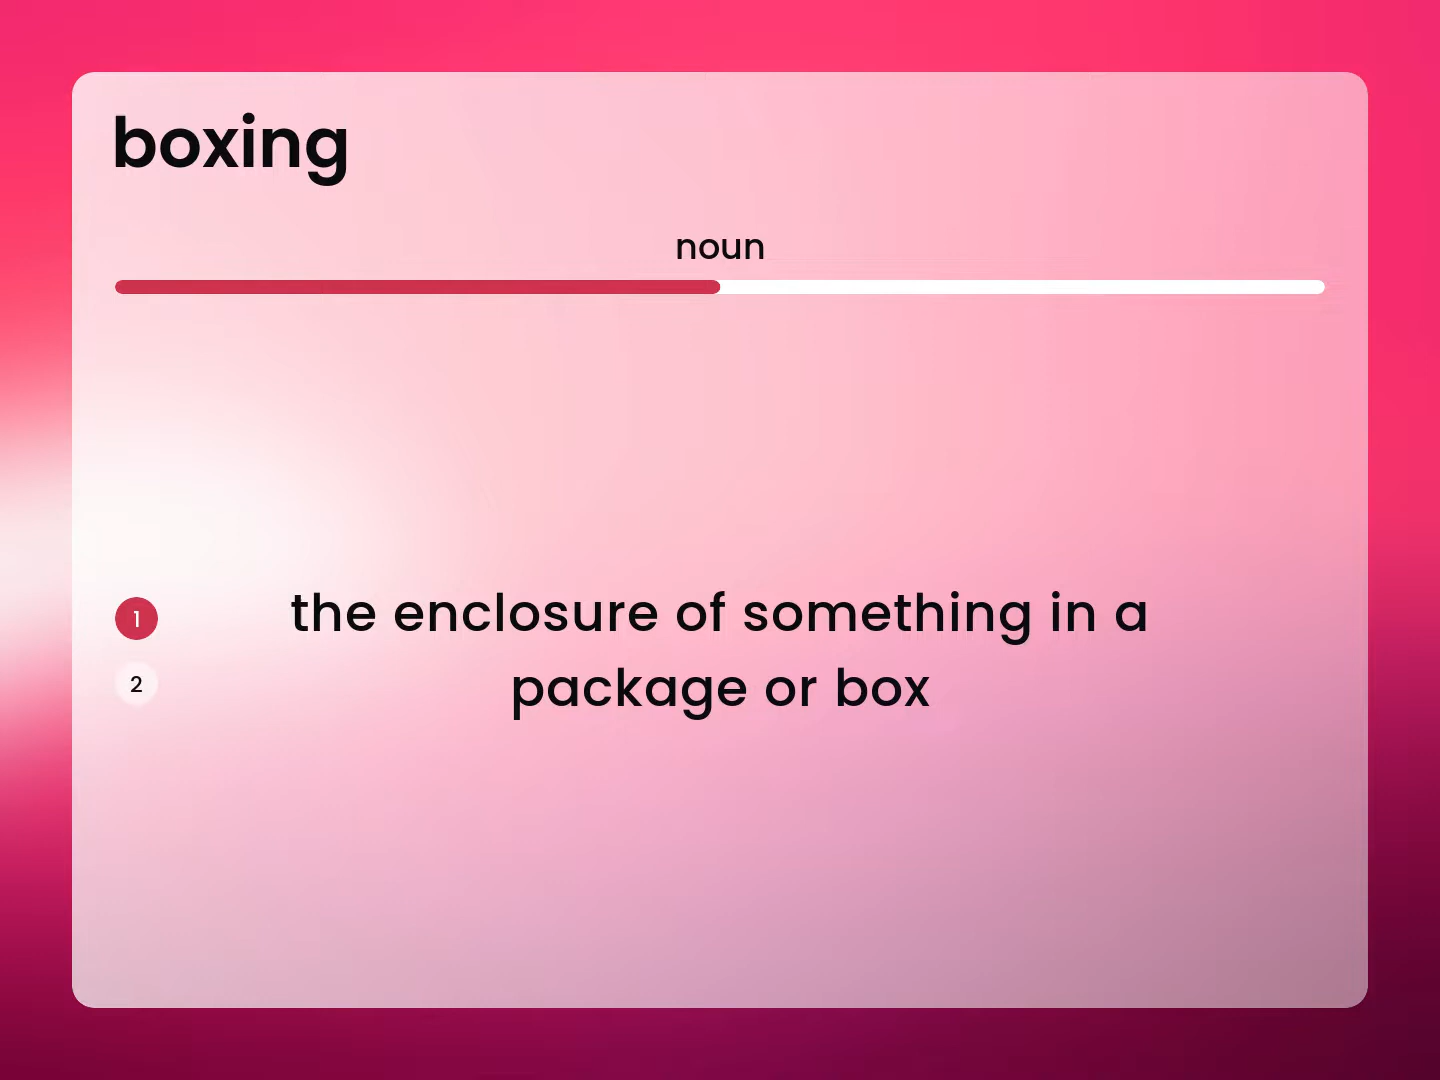 boxing
noun
1
the enclosure of something in a
2
package or box